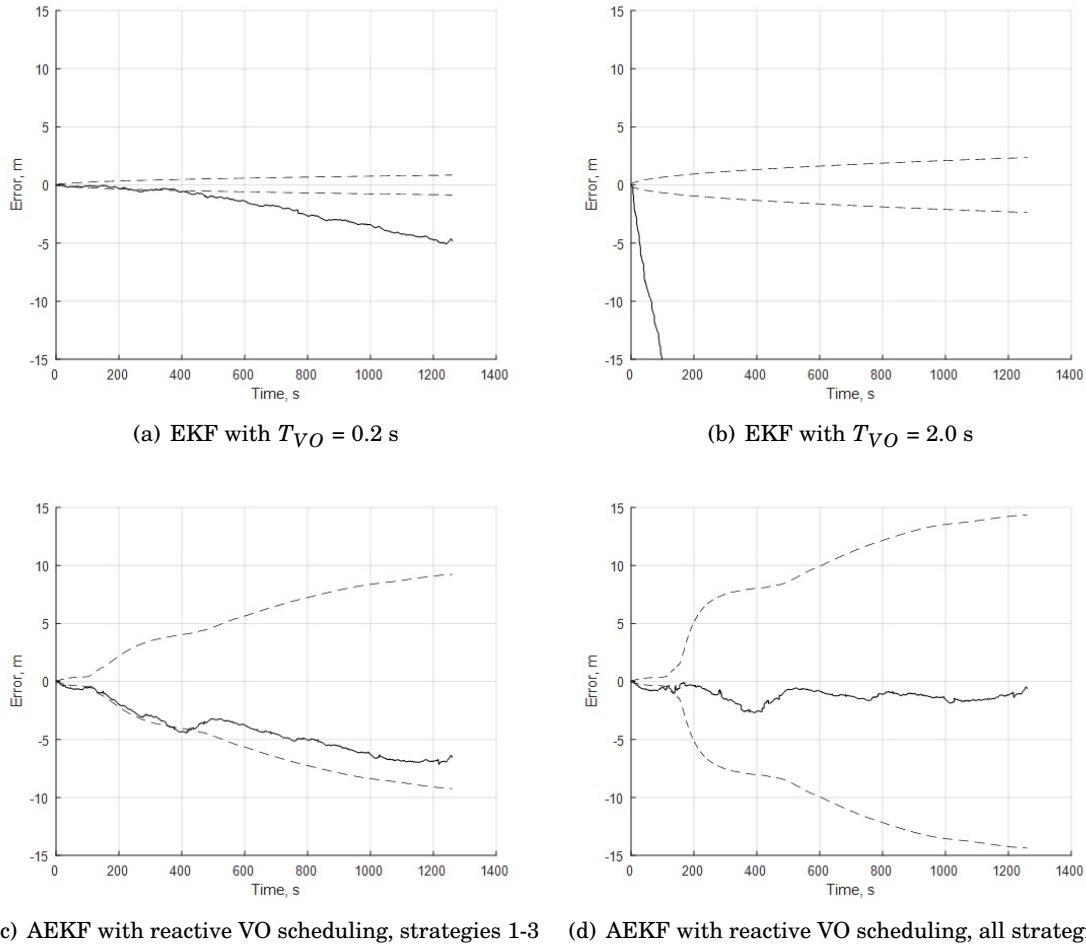 15
10
5
0
-5
-10
-15
Error, m
0 200 400 600 800 1000 1200 1400
Time, s
(a) EKF with T_VO = 0.2 s
15
10
5
0
-5
-10
-15
Error, m
0 200 400 600 800 1000 1200 1400
Time, s
(b) EKF with T_VO = 2.0 s
15
10
5
0
-5
-10
-15
Error, m
0 200 400 600 800 1000 1200 1400
Time, s
c) AEKF with reactive VO scheduling, strategies 1-3
15
10
5
0
-5
-10
-15
Error, m
0 200 400 600 800 1000 1200 1400
Time, s
(d) AEKF with reactive VO scheduling, all strateg